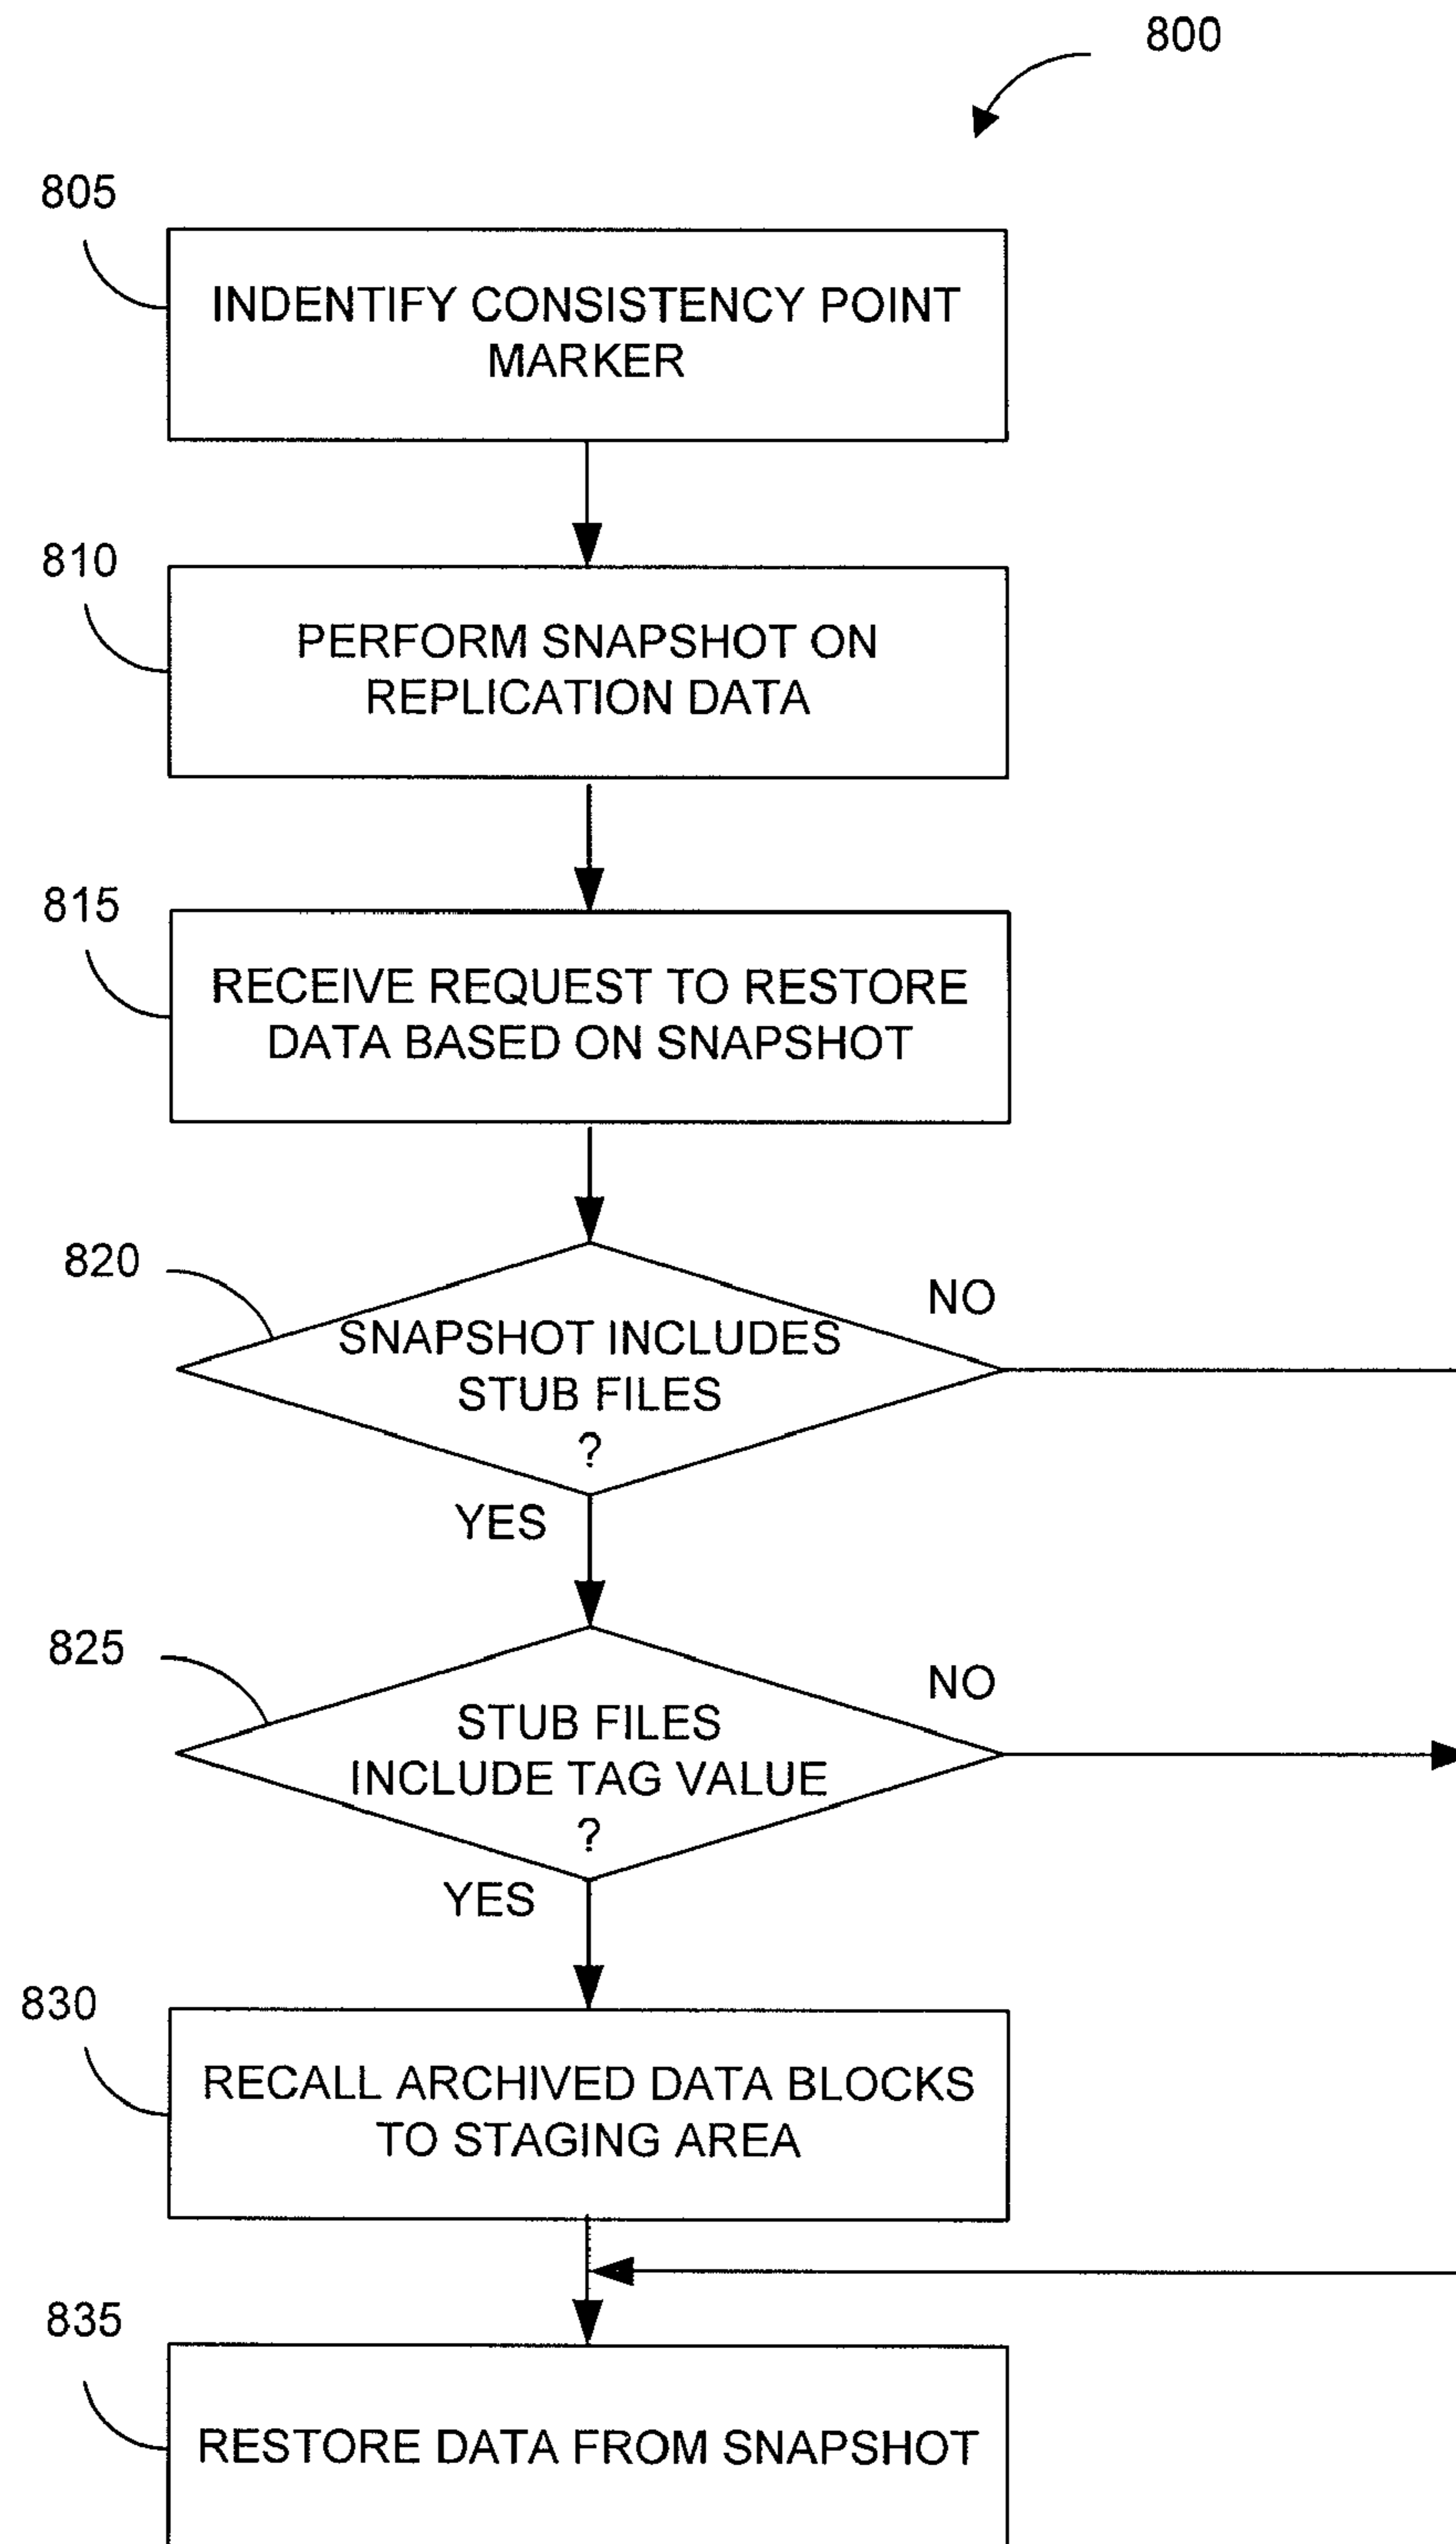 800
805
INDENTIFY CONSISTENCY POINT
MARKER
810
PERFORM SNAPSHOT ON
REPLICATION DATA
815
RECEIVE REQUEST TO RESTORE
DATA BASED ON SNAPSHOT
820
NO
SNAPSHOT INCLUDES
STUB FILES
?
YES
825
NO
STUB FILES
INCLUDE TAG VALUE
?
YES
830
RECALL ARCHIVED DATA BLOCKS
TO STAGING AREA
835
RESTORE DATA FROM SNAPSHOT